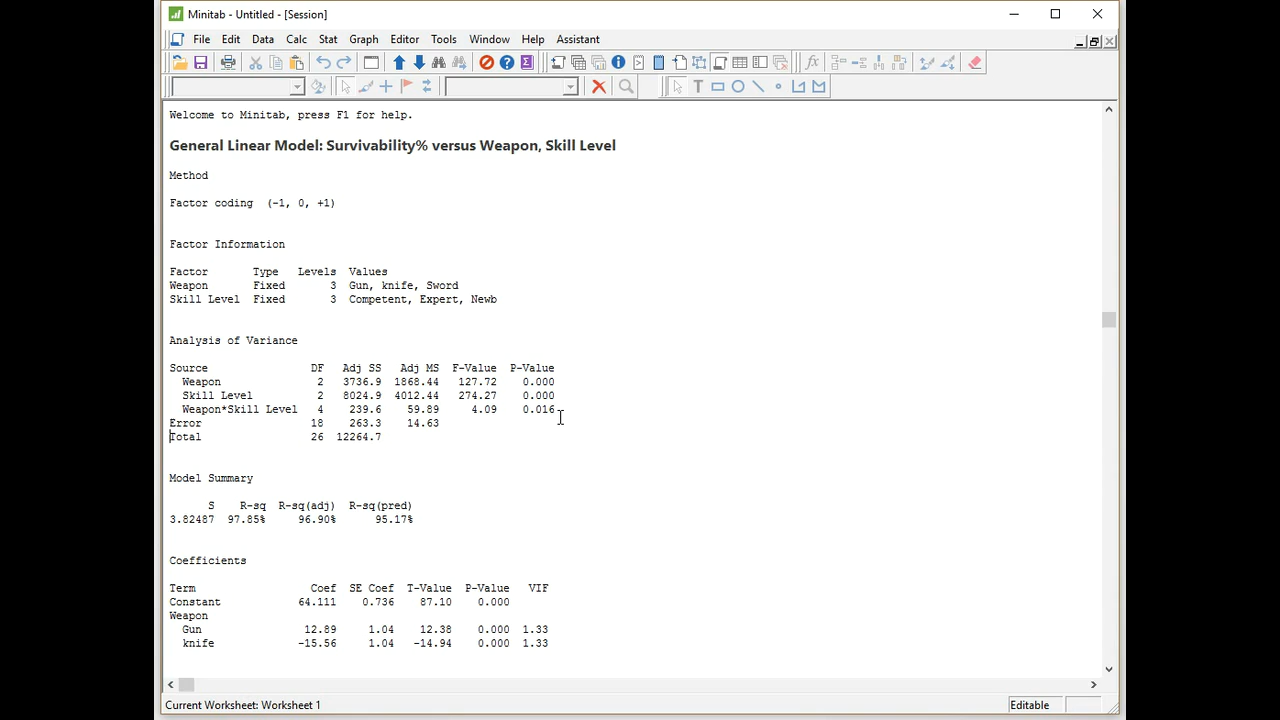 Minitab - Untitled - [Session]
File Edit Data Calc Stat Graph Editor Tools Window Help Assistant
Welcome to Minitab, press F1 for help.
General Linear Model: Survivability% versus Weapon, Skill Level
Method
Factor coding (-1, 0, +1)
Factor Information
Factor Type Levels Values
Weapon Fixed 3 Gun, knife, Sword
Skill Level Fixed 3 Competent, Expert, Newb
Analysis of Variance
Source DF Adj SS Adj MS F-Value P-Value
Weapon 2 3736.9 1868.44 127.72 0.000
Skill Level 2 8024.9 4012.44 274.27 0.000
Weapon*Skill Level 4 239.6 59.89 4.09 0.016
Error 18 263.3 14.63
Total 26 12264.7
Model Summary
S R-sq R-sq(adj) R-sq(pred)
3.82487 97.85% 96.90% 95.17%
Coefficients
Term Coef SE Coef T-Value P-Value VIF
Constant 64.111 0.736 87.10 0.000
Weapon
Gun 12.89 1.04 12.38 0.000 1.33
knife -15.56 1.04 -14.94 0.000 1.33
Current Worksheet: Worksheet 1 Editable